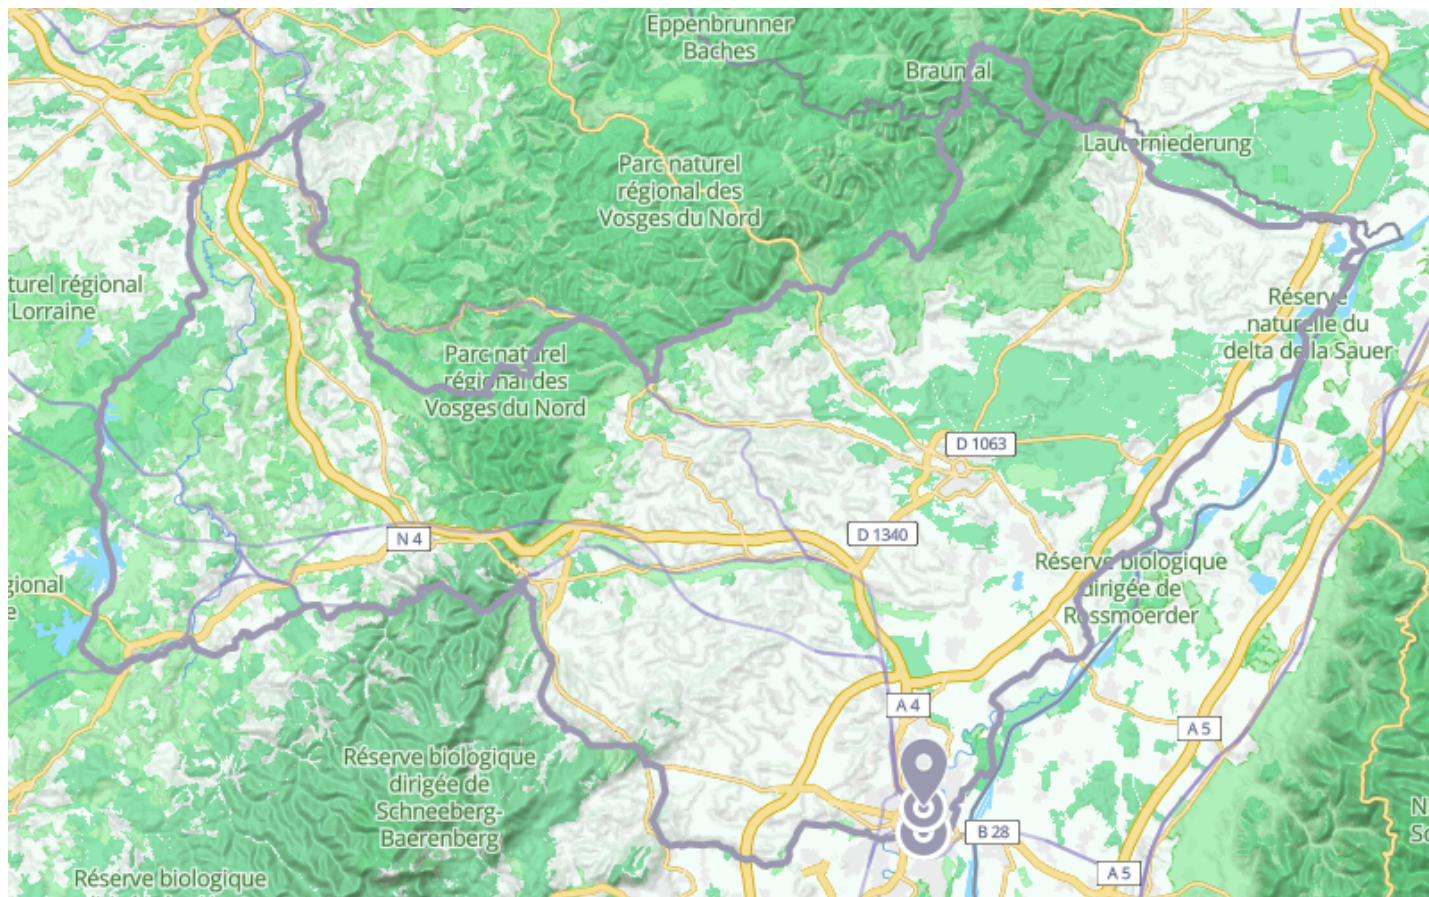 Eppenbrunner
Baches
Braunial
Lauterniederung
Parc naturel
régional des
Vosges du Nord
turel régional
Lorraine
Réserve
naturelle du
delta de la Sauer
Parc naturel
régional des
Vosges du Nord
D 1063
N 4
D 1340
Réserve biologique
dirigée de
Rossmoerder
gional
e
A 4
A 5
Réserve biologique
dirigée de
Schneeberg-
Baerenberg
N
Sc
B 28
A 5
Réserve biologique